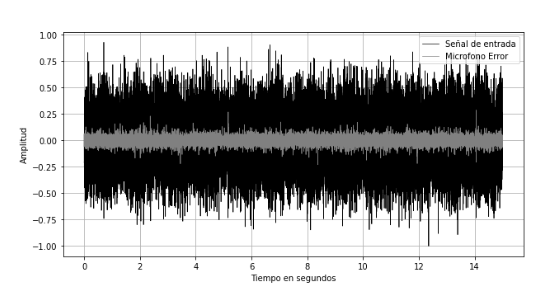 Señal de entrada
Microfono Error
1.00
0.75
0.50
0.25
0.00
−0.25
−0.50
−0.75
−1.00
Amplitud
0 2 4 6 8 10 12 14
Tiempo en segundos